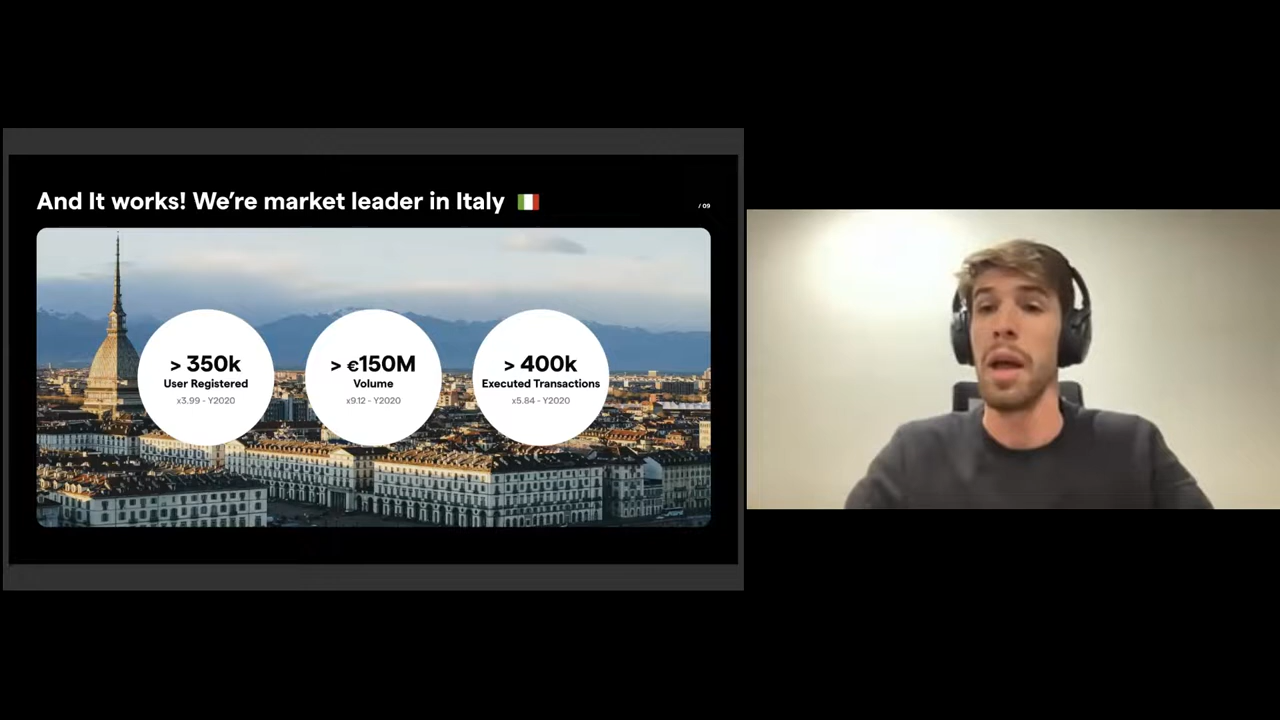 And It works! We're market leader in Italy
/ 09
> 350k
User Registered
x3.99 - Y2020
> €150M
Volume
x9.12 - Y2020
> 400k
Executed Transactions
x5.84 - Y2020